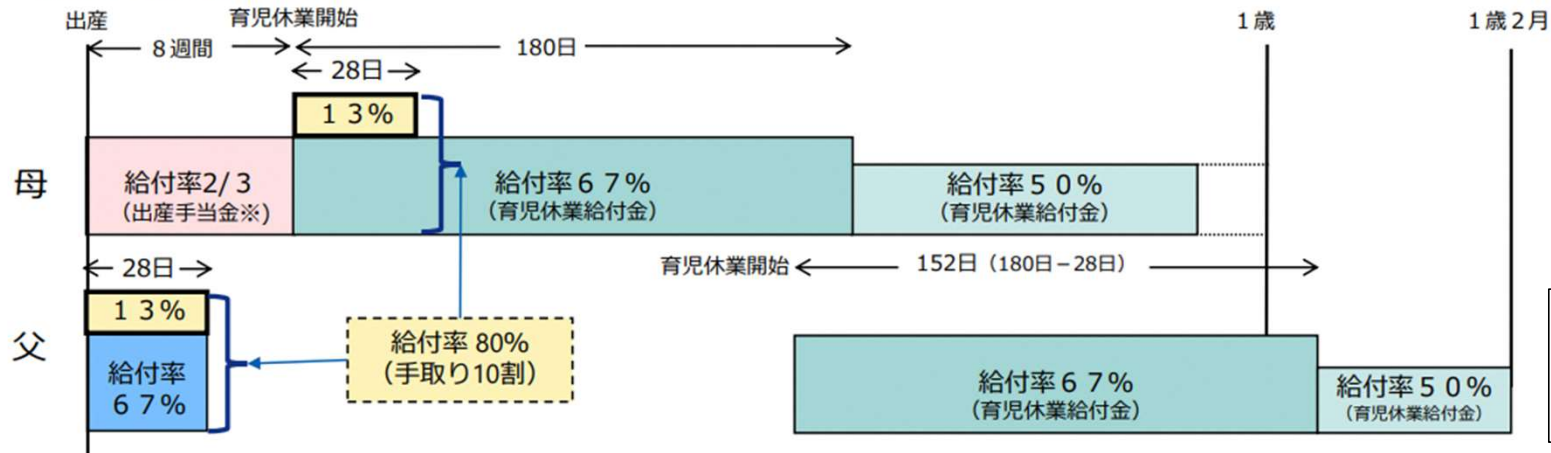 出産
育児休業開始
1歳
1歳2月
8週間
180日
28日
13%
母
給付率2/3
（出産手当金※）
給付率67%
（育児休業給付金）
給付率50%
（育児休業給付金）
28日
育児休業開始
152日（180日－28日）
父
13%
給付率
67%
給付率 80%
（手取り10割）
給付率67%
（育児休業給付金）
給付率50%
（育児休業給付金）